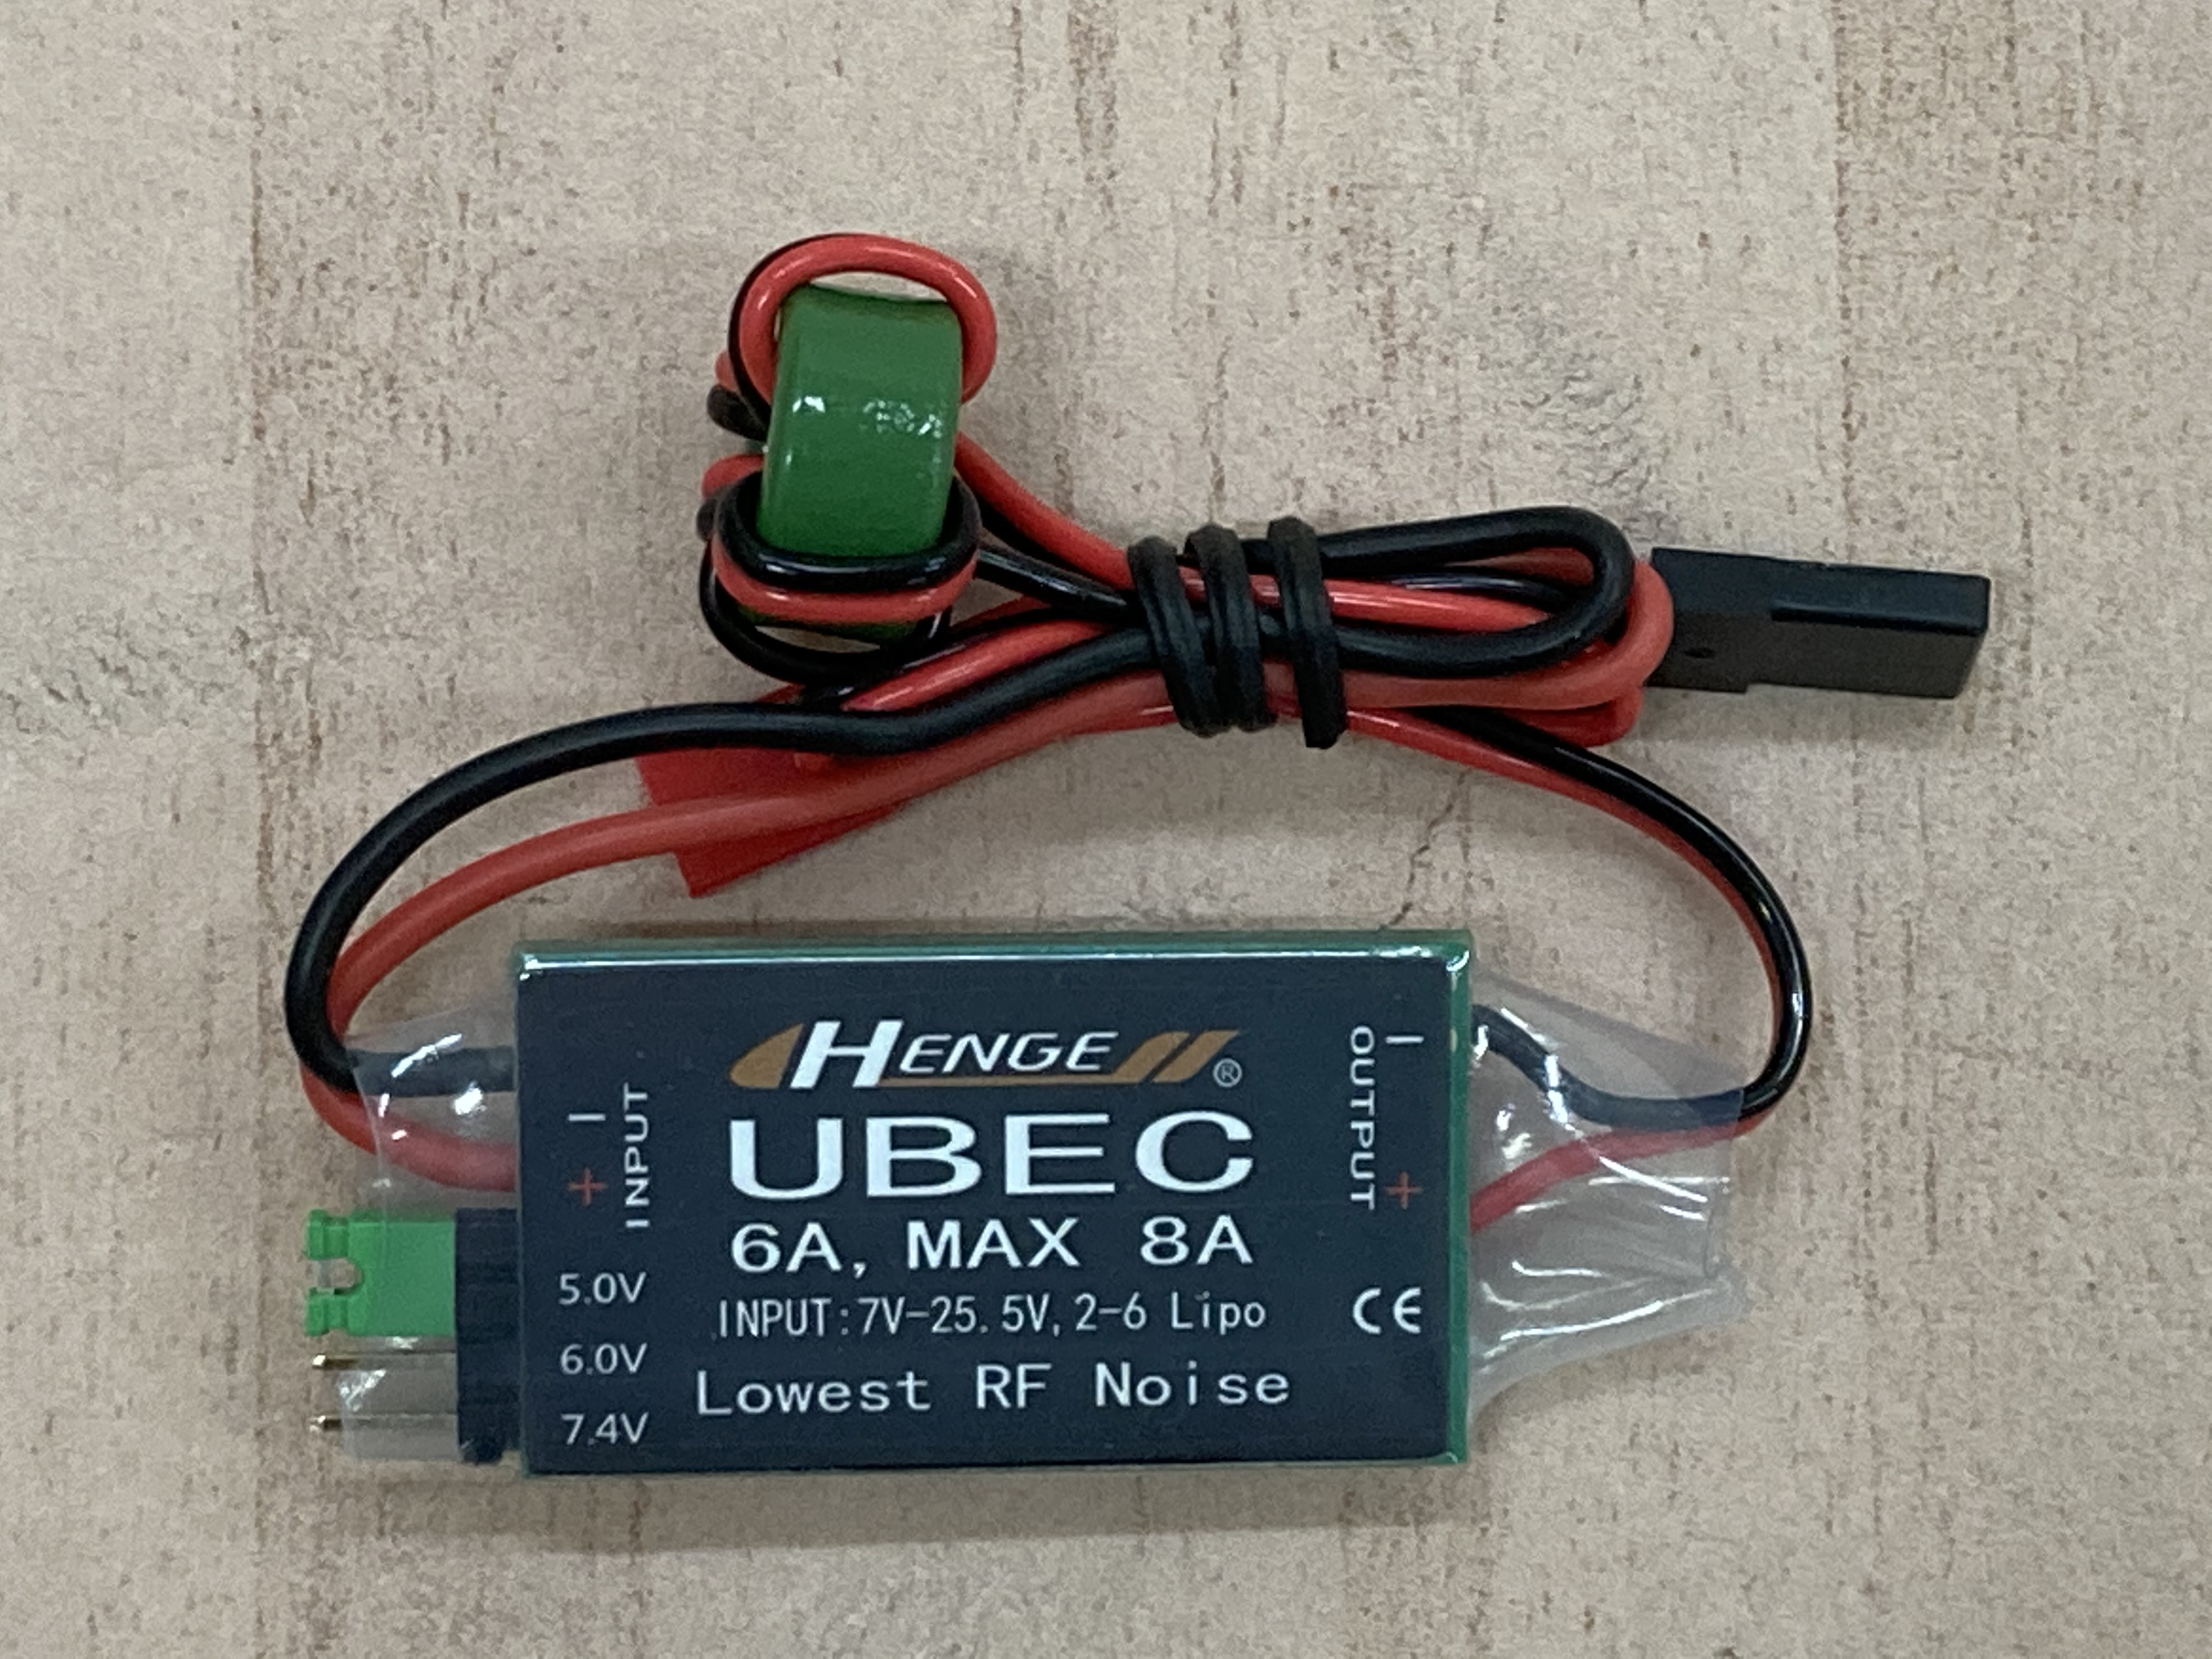 HENGE ®
UBEC
6A, MAX 8A
INPUT:7V-25.5V,2-6 Lipo
Lowest RF Noise
— INPUT +
5.0V
6.0V
7.4V
— OUTPUT +
CE